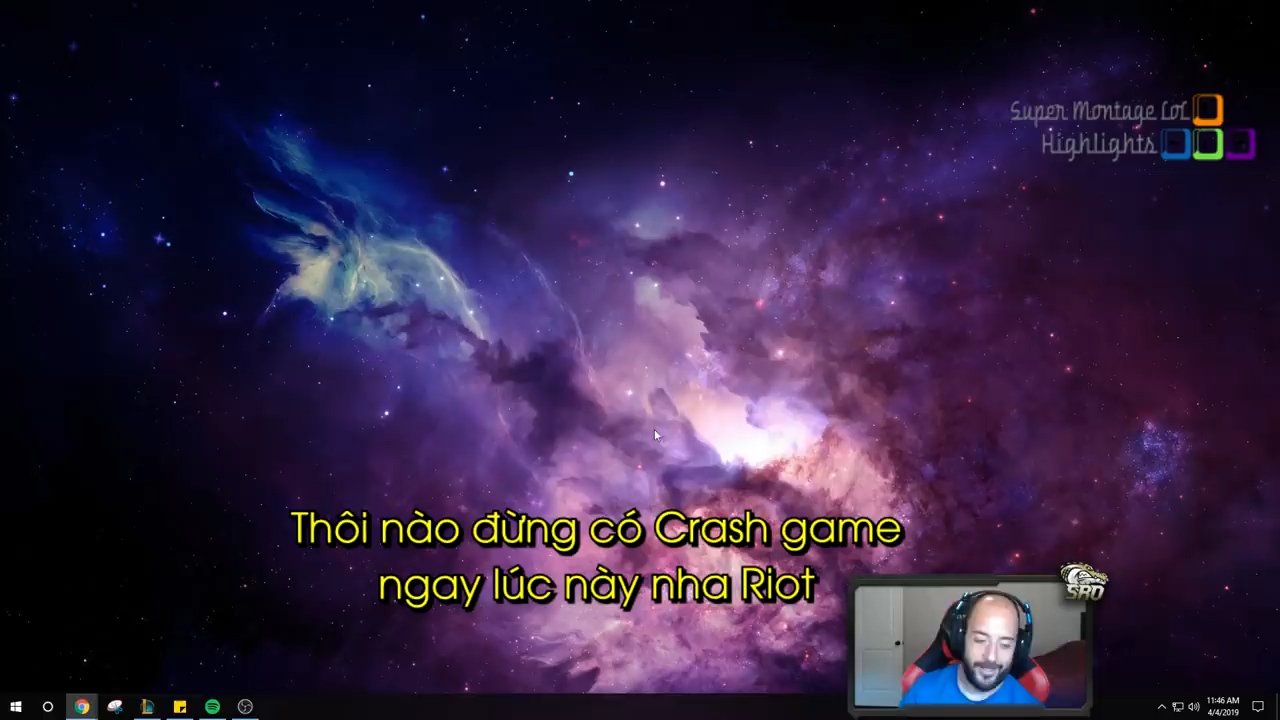 Super Montage LoL
Highlights
Thôi nào đừng có Crash game
ngay lúc này nha Riot
SRO
11:46 AM
4/4/2019